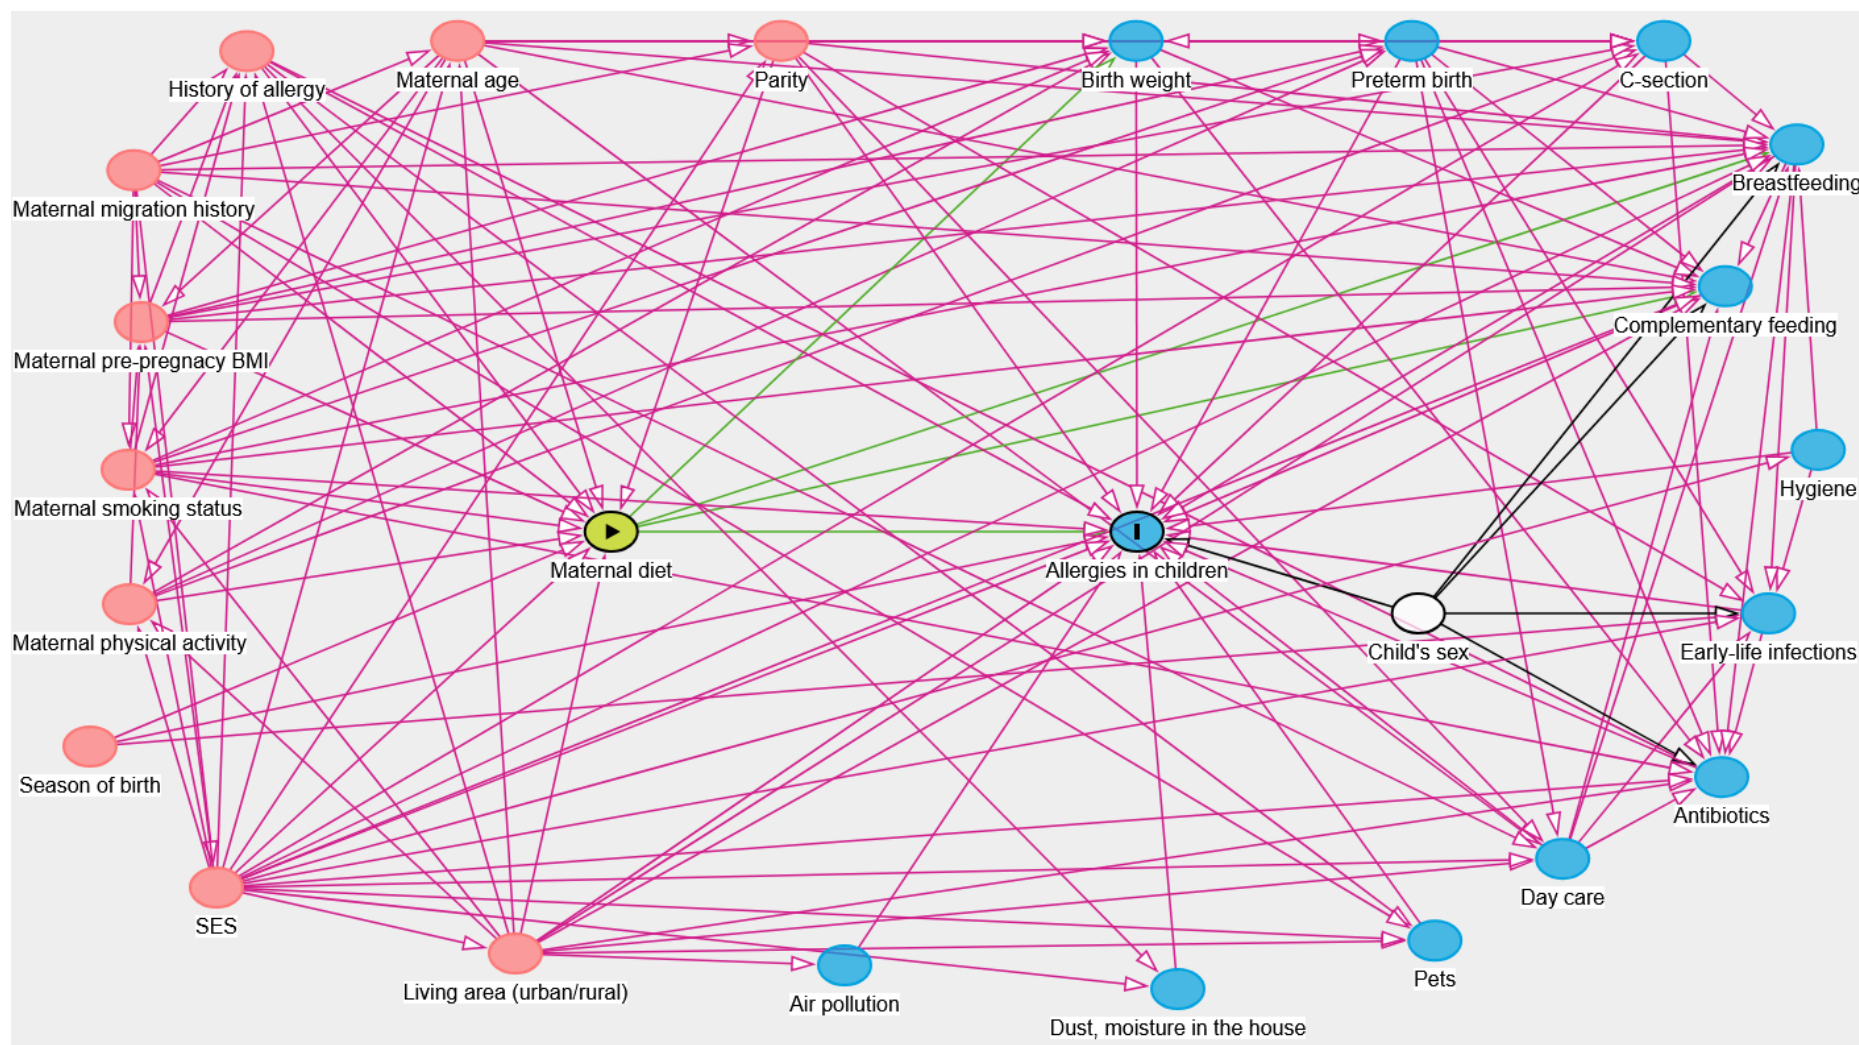 History of allergy
Maternal age
Parity
Birth weight
Preterm birth
C-section
Breastfeeding
Maternal migration history
Complementary feeding
Maternal pre-pregnacy BMI
Hygiene
Maternal smoking status
Maternal diet
Allergies in children
Maternal physical activity
Child's sex
Early-life infections
Season of birth
Antibiotics
Day care
SES
Pets
Living area (urban/rural)
Air pollution
Dust, moisture in the house